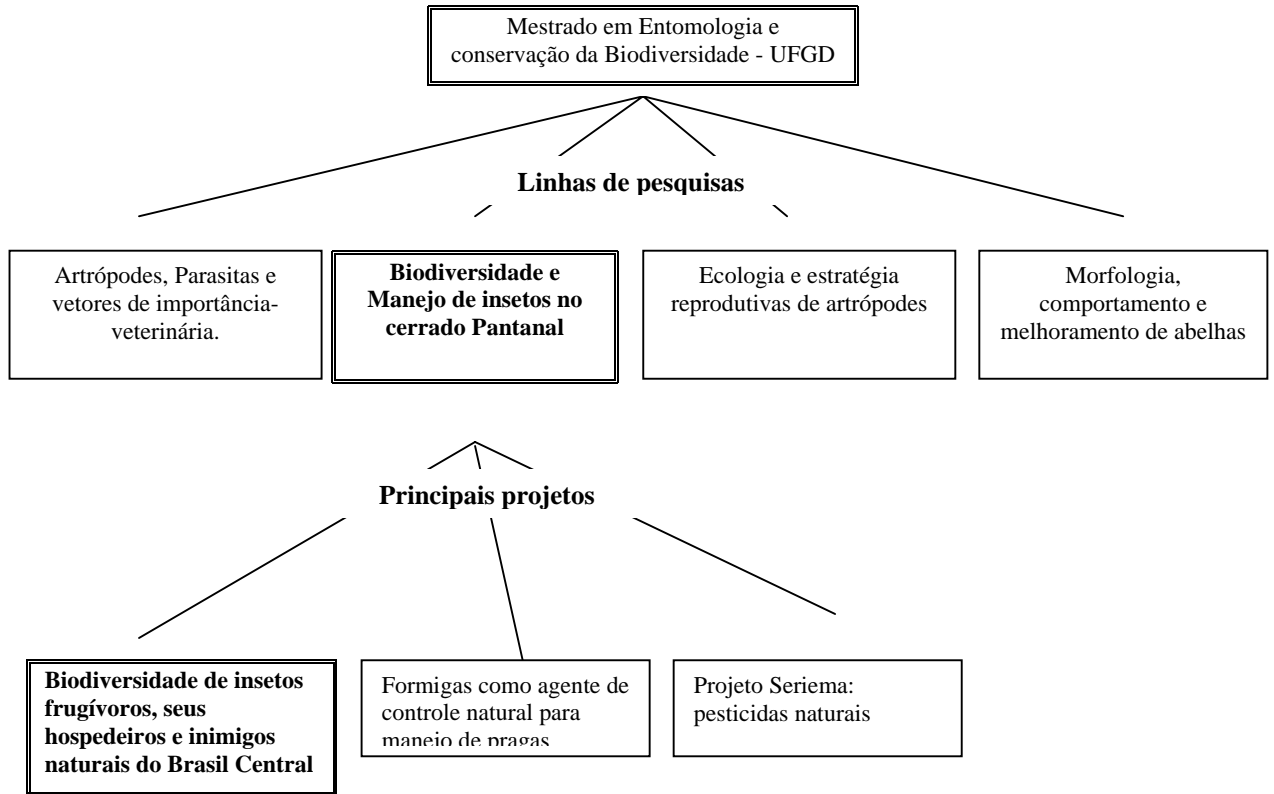 Mestrado em Entomologia e
conservação da Biodiversidade - UFGD
Linhas de pesquisas
Artrópodes, Parasitas e
vetores de importância-
veterinária.
Biodiversidade e
Manejo de insetos no
cerrado Pantanal
Ecologia e estratégia
reprodutivas de artrópodes
Morfologia,
comportamento e
melhoramento de abelhas
Principais projetos
Biodiversidade de insetos
frugívoros, seus
hospedeiros e inimigos
naturais do Brasil Central
Formigas como agente de
controle natural para
manejo de pragas
Projeto Seriema:
pesticidas naturais